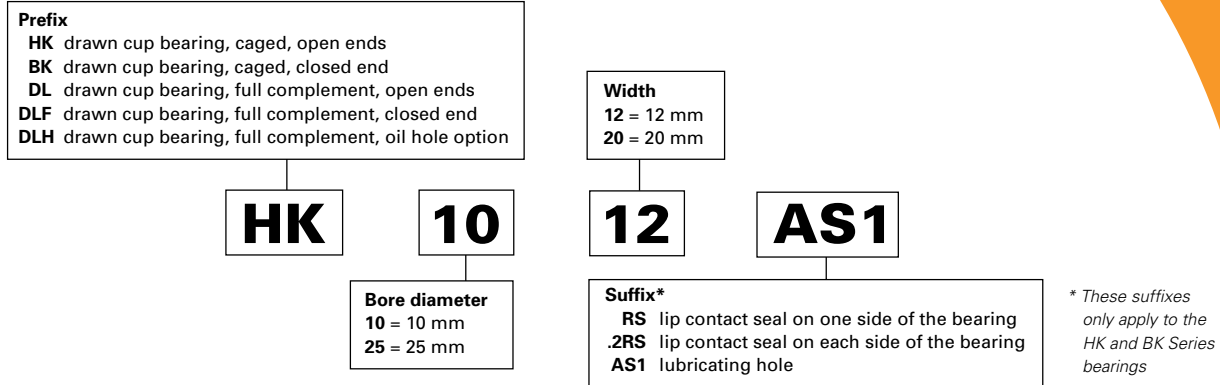 Prefix
HK drawn cup bearing, caged, open ends
BK drawn cup bearing, caged, closed end
DL drawn cup bearing, full complement, open ends
DLF drawn cup bearing, full complement, closed end
DLH drawn cup bearing, full complement, oil hole option
Width
12 = 12 mm
20 = 20 mm
HK 10 12 AS1
Bore diameter
10 = 10 mm
25 = 25 mm
Suffix*
RS lip contact seal on one side of the bearing
.2RS lip contact seal on each side of the bearing
AS1 lubricating hole
* These suffixes
only apply to the
HK and BK Series
bearings